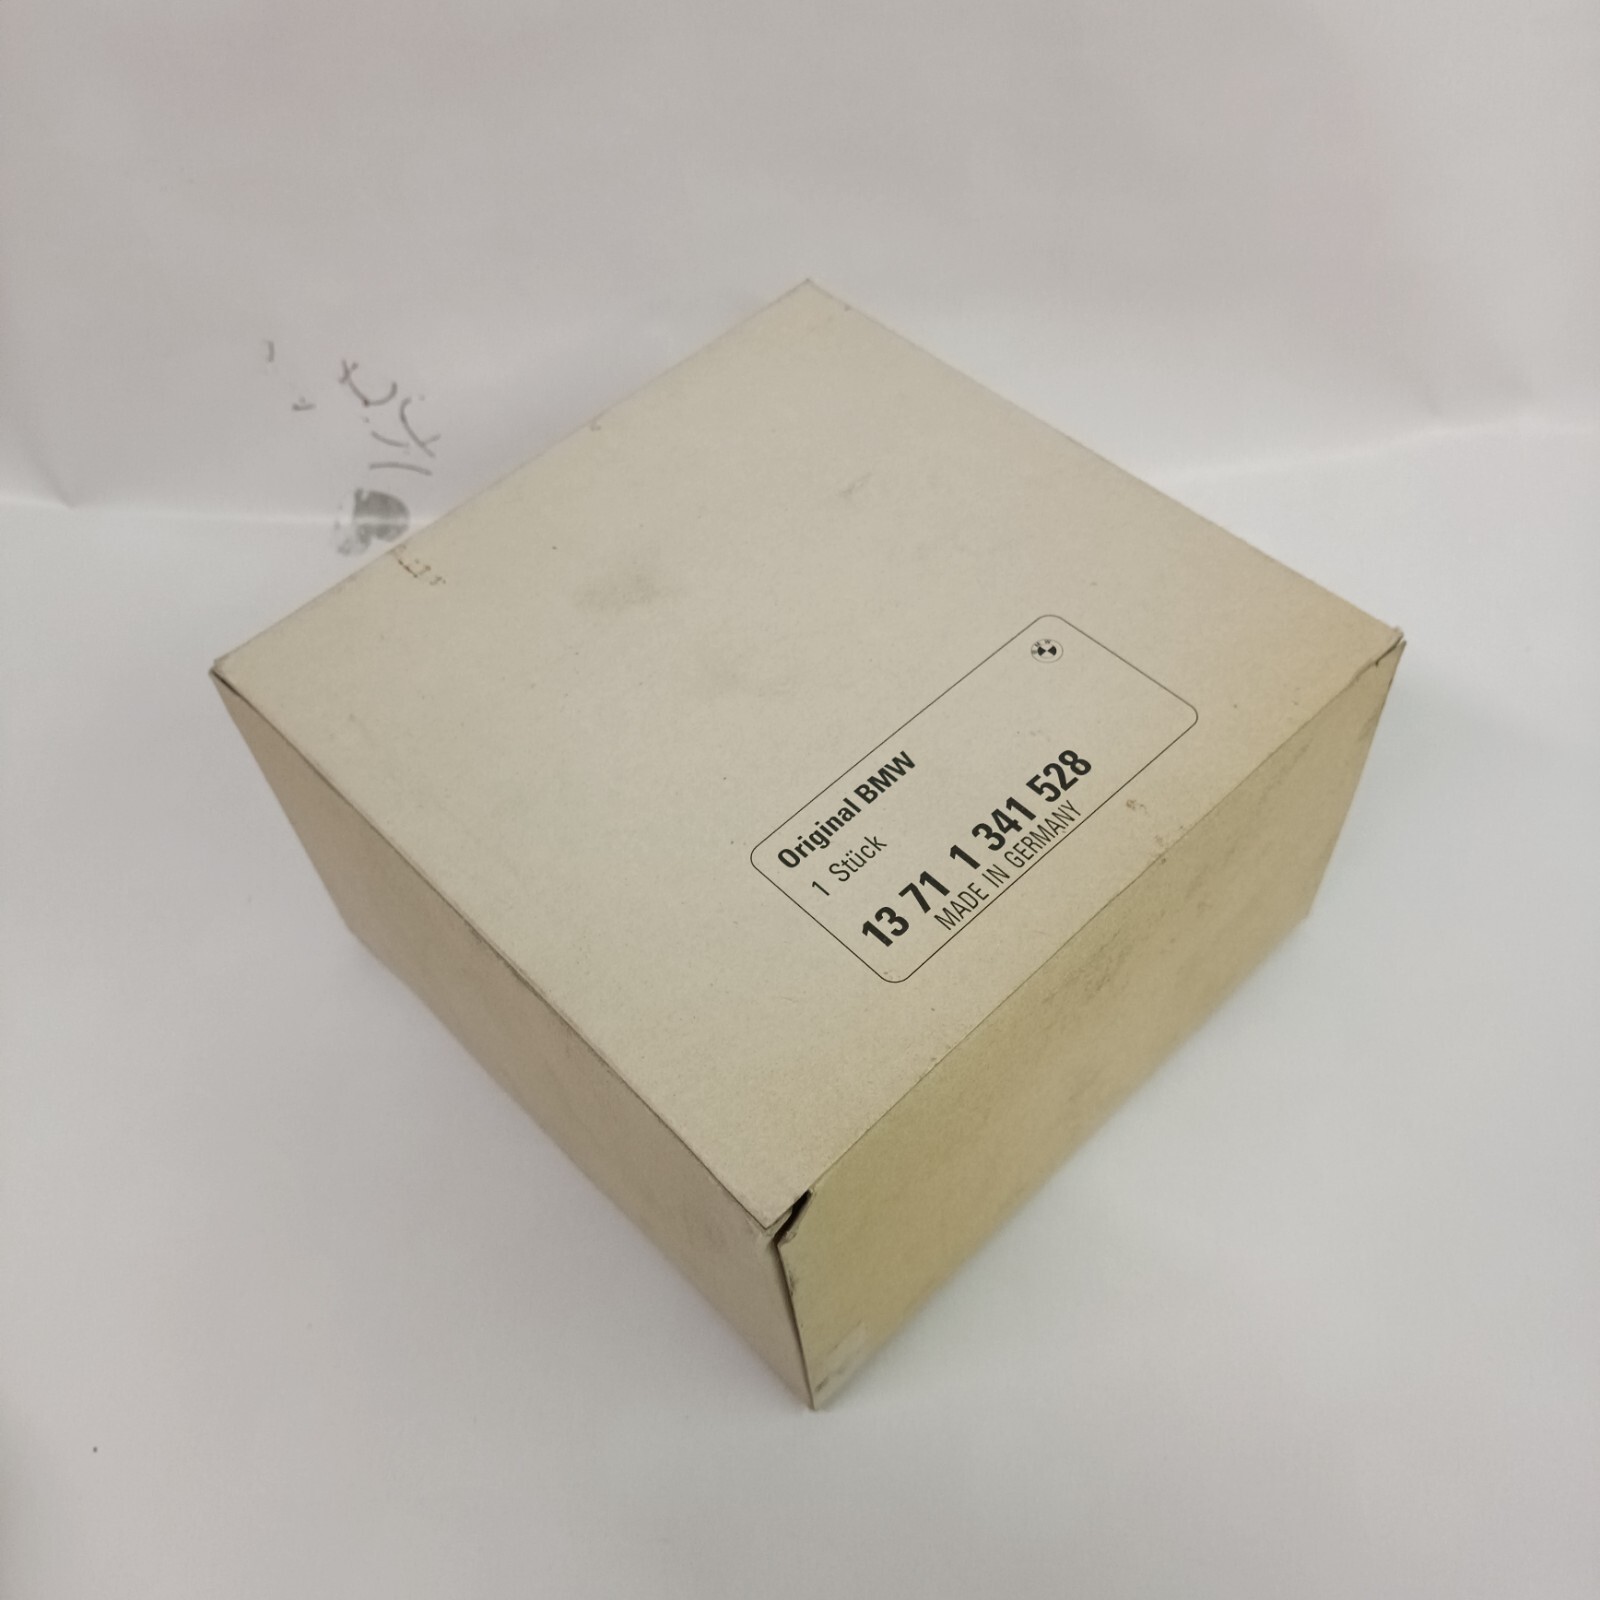 Original BMW
1 Stück
13 71 1 341 528
MADE IN GERMANY